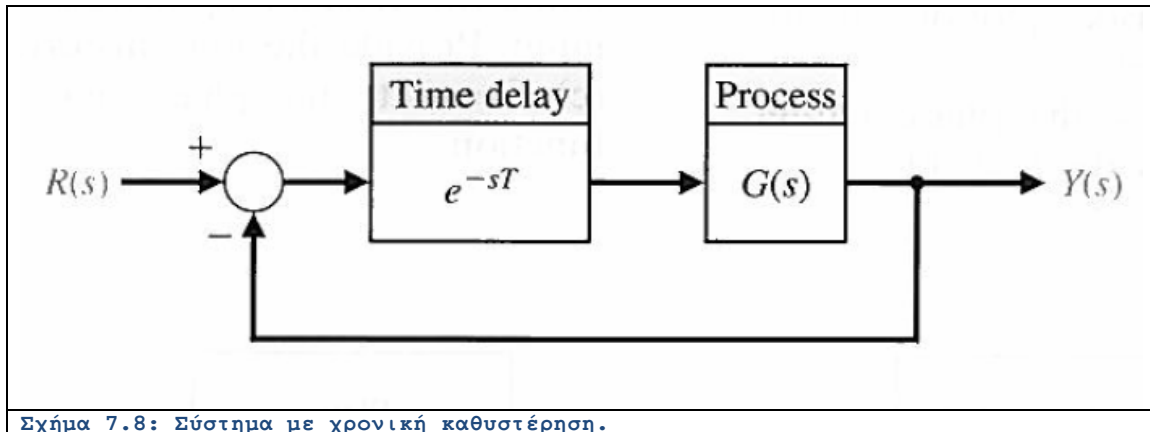 Time delay
Process
+
R(s)
e^{-sT}
G(s)
Y(s)
−
Σχήμα 7.8: Σύστημα με χρονική καθυστέρηση.